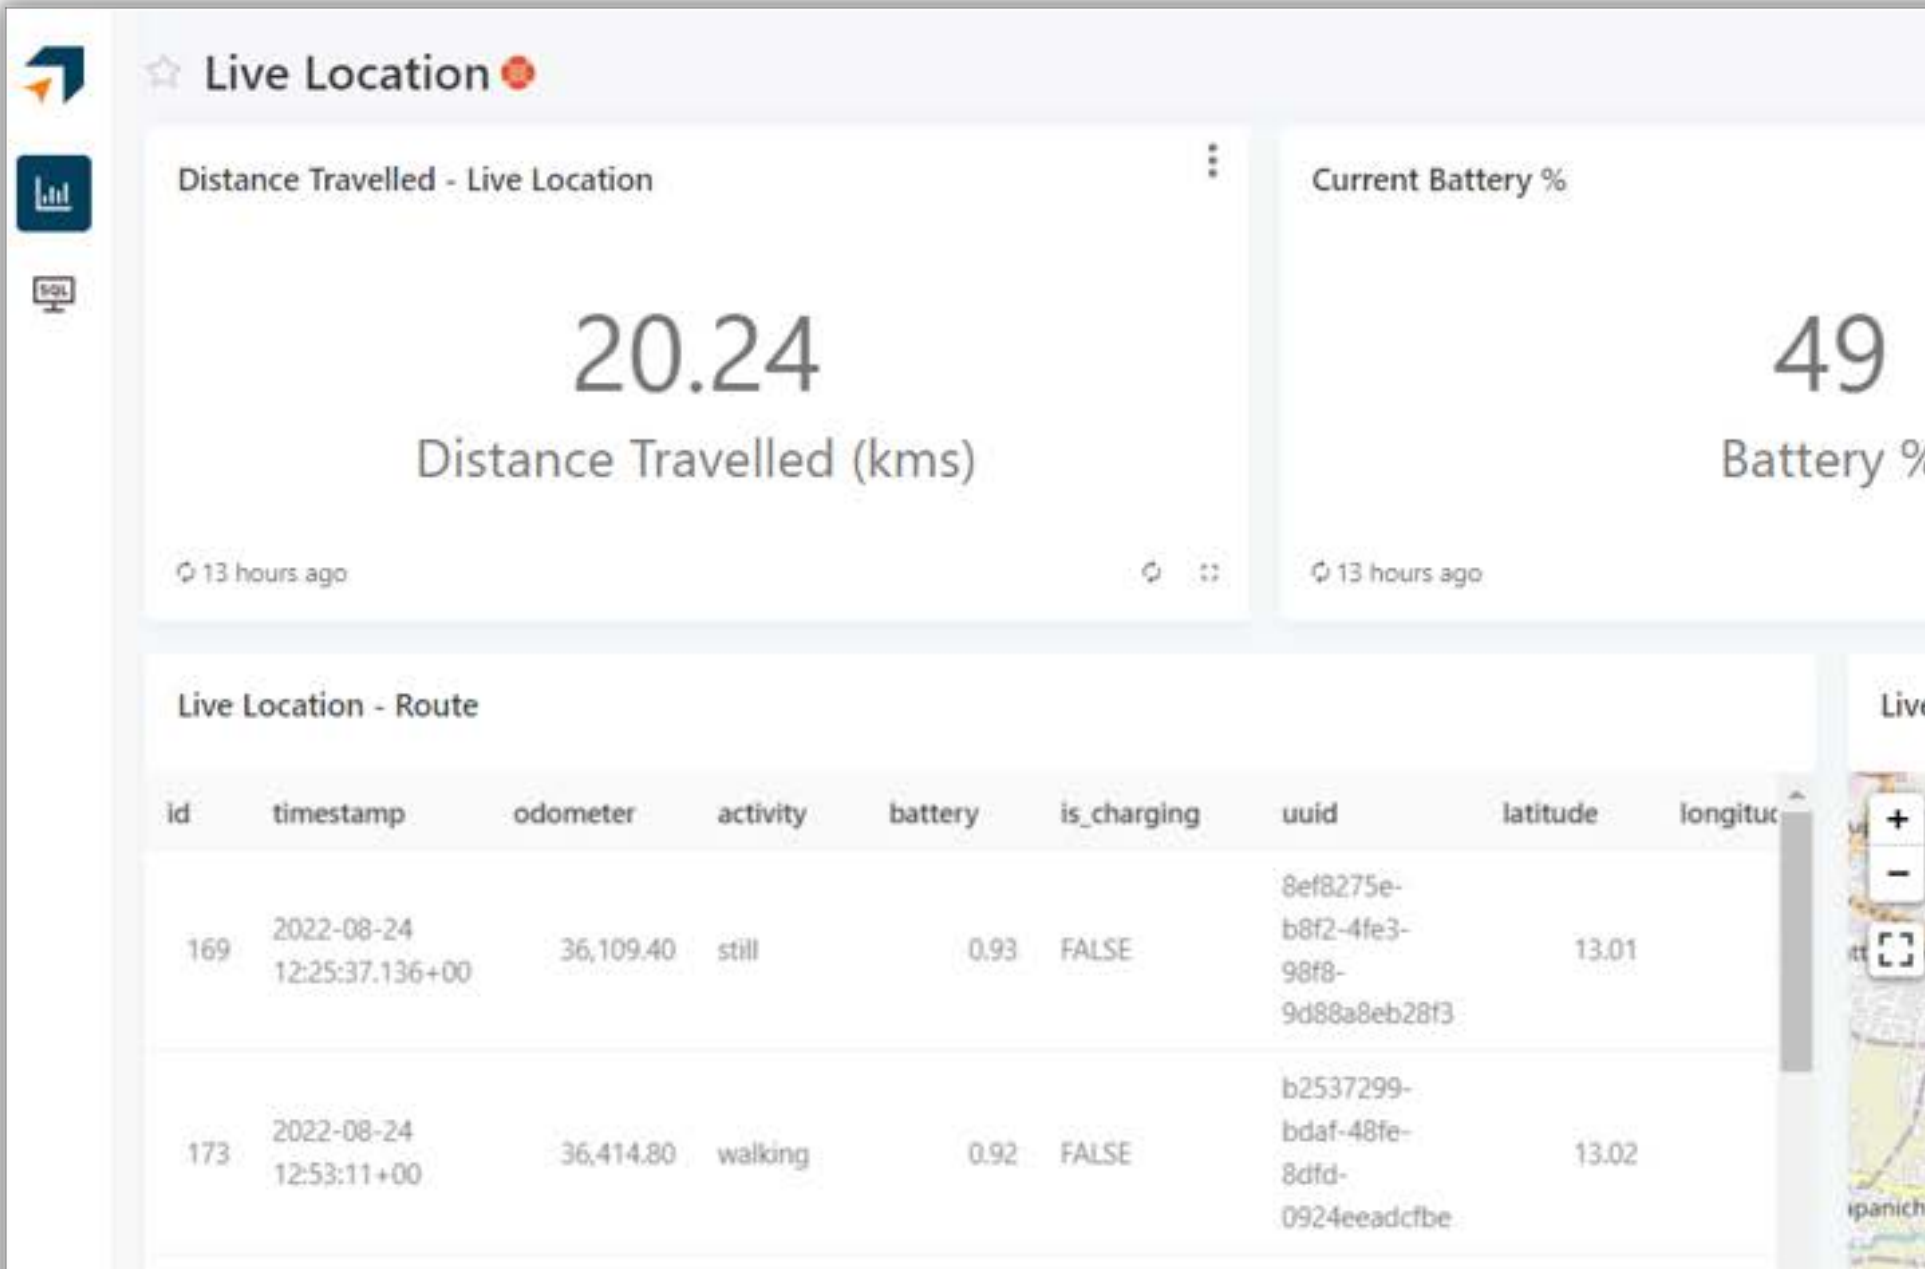 Live Location
Distance Travelled - Live Location
20.24
Distance Travelled (kms)
13 hours ago
Current Battery %
49
Battery %
13 hours ago
SQL
Live Location - Route
id timestamp odometer activity battery is_charging uuid latitude longitud
169 2022-08-24 12:25:37.136+00 36,109.40 still 0.93 FALSE 8ef8275e-b8f2-4fe3-98f8-9d88a8eb28f3 13.01
173 2022-08-24 12:53:11+00 36,414.80 walking 0.92 FALSE b2537299-bdaf-48fe-8dfd-0924eeadcfbe 13.02
Live
+
−